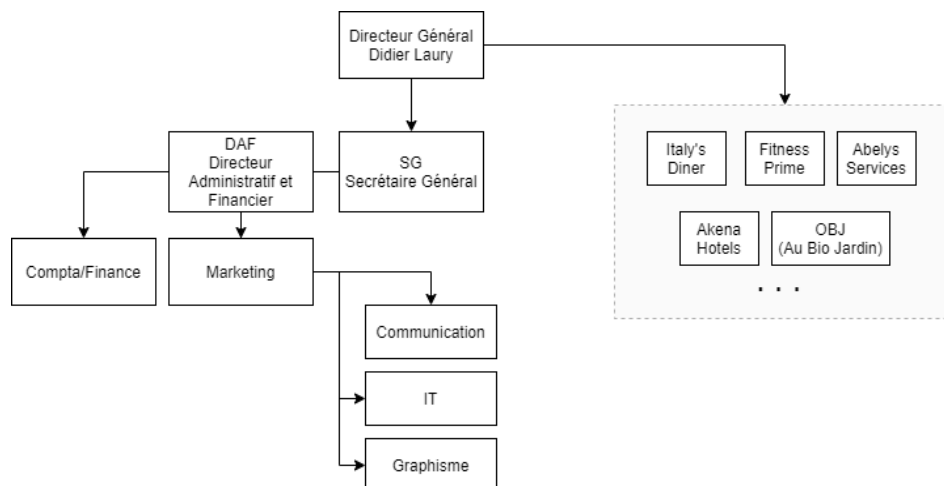 Directeur Général
Didier Laury
DAF
Directeur
Administratif et
Financier
SG
Secrétaire Général
Italy's
Diner
Fitness
Prime
Abelys
Services
Akena
Hotels
OBJ
(Au Bio Jardin)
. . .
Compta/Finance
Marketing
Communication
IT
Graphisme